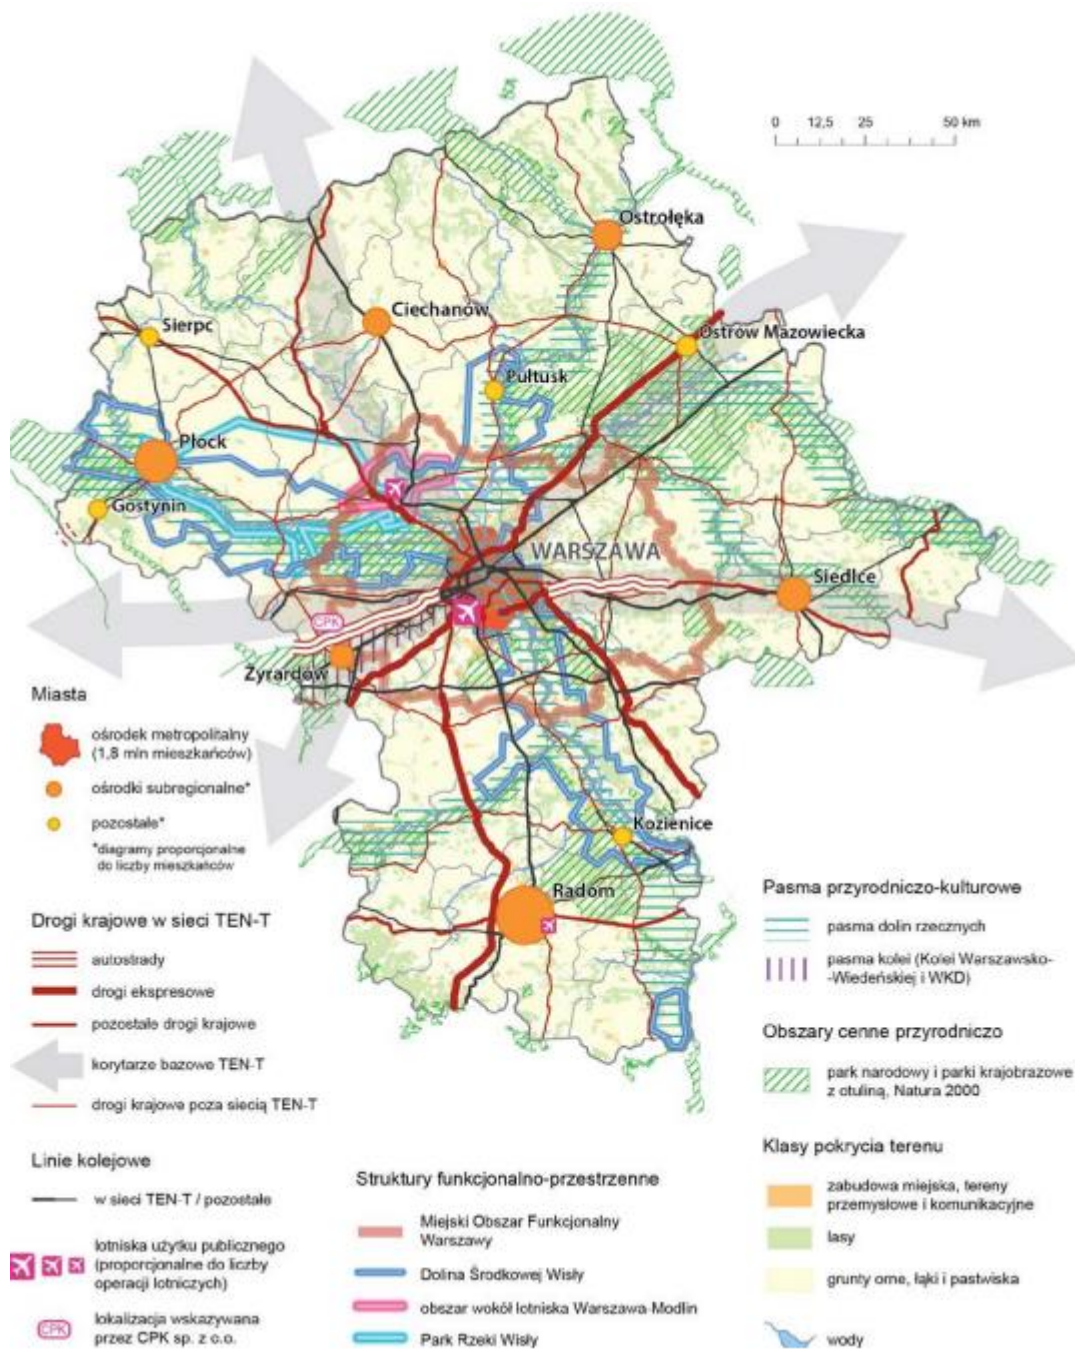 0 12,5 25 50 km
Ostrołęka
Ciechanów
Sierpc
Ostrów Mazowiecka
Pułtusk
Płock
Gostynin
WARSZAWA
Siedlce
CPK
Żyrardów
Kozienice
Radom
Miasta
ośrodek metropolitalny
(1,8 mln mieszkańców)
ośrodki subregionalne*
pozostałe*
*diagramy proporcjonalne
do liczby mieszkańców
Drogi krajowe w sieci TEN-T
autostrady
drogi ekspresowe
pozostałe drogi krajowe
korytarze bazowe TEN-T
drogi krajowe poza siecią TEN-T
Linie kolejowe
w sieci TEN-T / pozostałe
lotniska użytku publicznego
(proporcjonalne do liczby
operacji lotniczych)
CPK
lokalizacja wskazywana
przez CPK sp. z o.o.
Struktury funkcjonalno-przestrzenne
Miejski Obszar Funkcjonalny
Warszawy
Dolina Środkowej Wisły
obszar wokół lotniska Warszawa-Modlin
Park Rzeki Wisły
Pasma przyrodniczo-kulturowe
pasma dolin rzecznych
pasma kolei (Kolei Warszawsko-
-Wiedeńskiej i WKD)
Obszary cenne przyrodniczo
park narodowy i parki krajobrazowe
z otuliną, Natura 2000
Klasy pokrycia terenu
zabudowa miejska, tereny
przemysłowe i komunikacyjne
lasy
grunty orne, łąki i pastwiska
wody